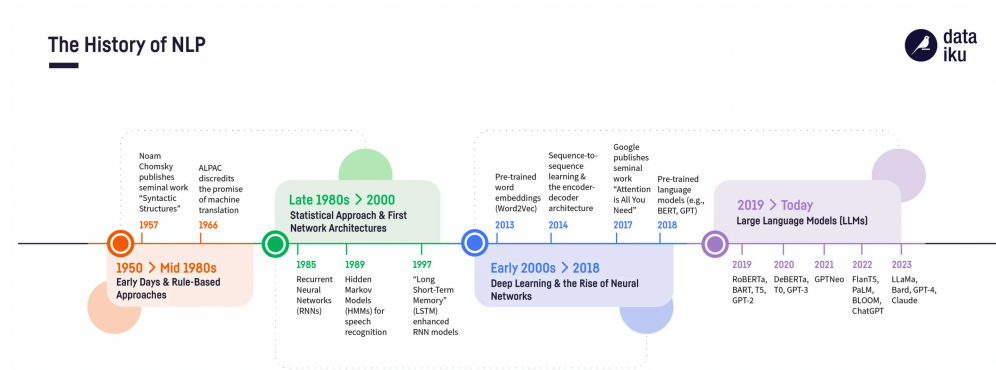 The History of NLP
data
iku
Noam
Chomsky
publishes
seminal work
"Syntactic
Structures"
1957
ALPAC
discredits
the promise
of machine
translation
1966
1950 > Mid 1980s
Early Days & Rule-Based
Approaches
Late 1980s > 2000
Statistical Approach & First
Network Architectures
1985
Recurrent
Neural
Networks
(RNNs)
1989
Hidden
Markov
Models
(HMMs) for
speech
recognition
1997
"Long
Short-Term
Memory"
(LSTM)
enhanced
RNN models
Pre-trained
word
embeddings
(Word2Vec)
2013
Sequence-to-
sequence
learning &
the encoder-
decoder
architecture
2014
Google
publishes
seminal
work
"Attention
is All You
Need"
2017
Pre-trained
language
models (e.g.,
BERT, GPT)
2018
Early 2000s > 2018
Deep Learning & the Rise of Neural
Networks
2019 > Today
Large Language Models (LLMs)
2019
RoBERTa,
BART, T5,
GPT-2
2020
DeBERTa,
T0, GPT-3
2021
GPTNeo
2022
FlanT5,
PaLM,
BLOOM,
ChatGPT
2023
LLaMa,
Bard, GPT-4,
Claude